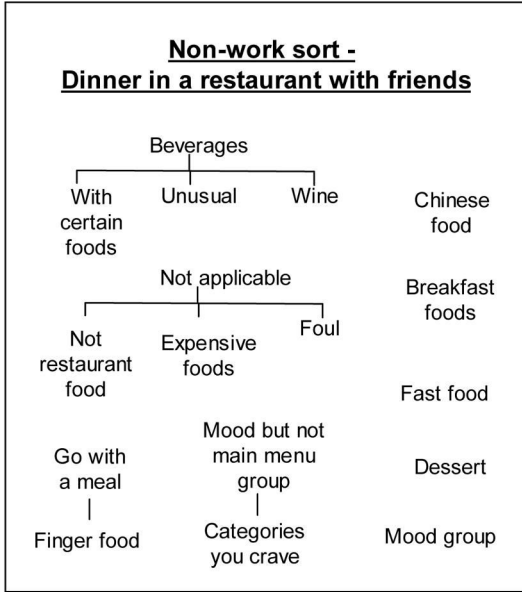 Non-work sort -
Dinner in a restaurant with friends
Beverages
With
certain
foods
Unusual
Wine
Chinese
food
Not applicable
Not
restaurant
food
Expensive
foods
Foul
Breakfast
foods
Fast food
Go with
a meal
Finger food
Mood but not
main menu
group
Categories
you crave
Dessert
Mood group